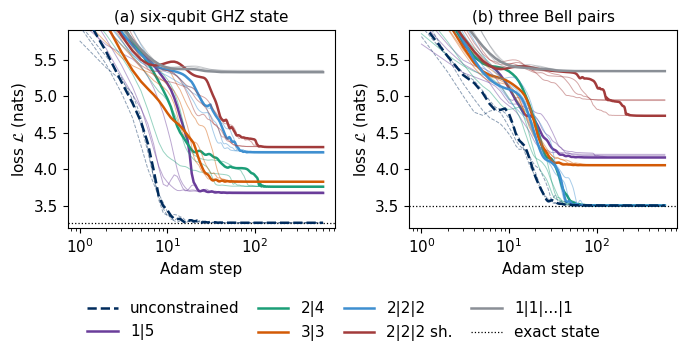 (a) six-qubit GHZ state
(b) three Bell pairs
loss ℒ (nats)
5.5
5.0
4.5
4.0
3.5
10⁰
10¹
10²
Adam step
loss ℒ (nats)
5.5
5.0
4.5
4.0
3.5
10⁰
10¹
10²
Adam step
unconstrained
1|5
2|4
3|3
2|2|2
2|2|2 sh.
1|1|...|1
exact state